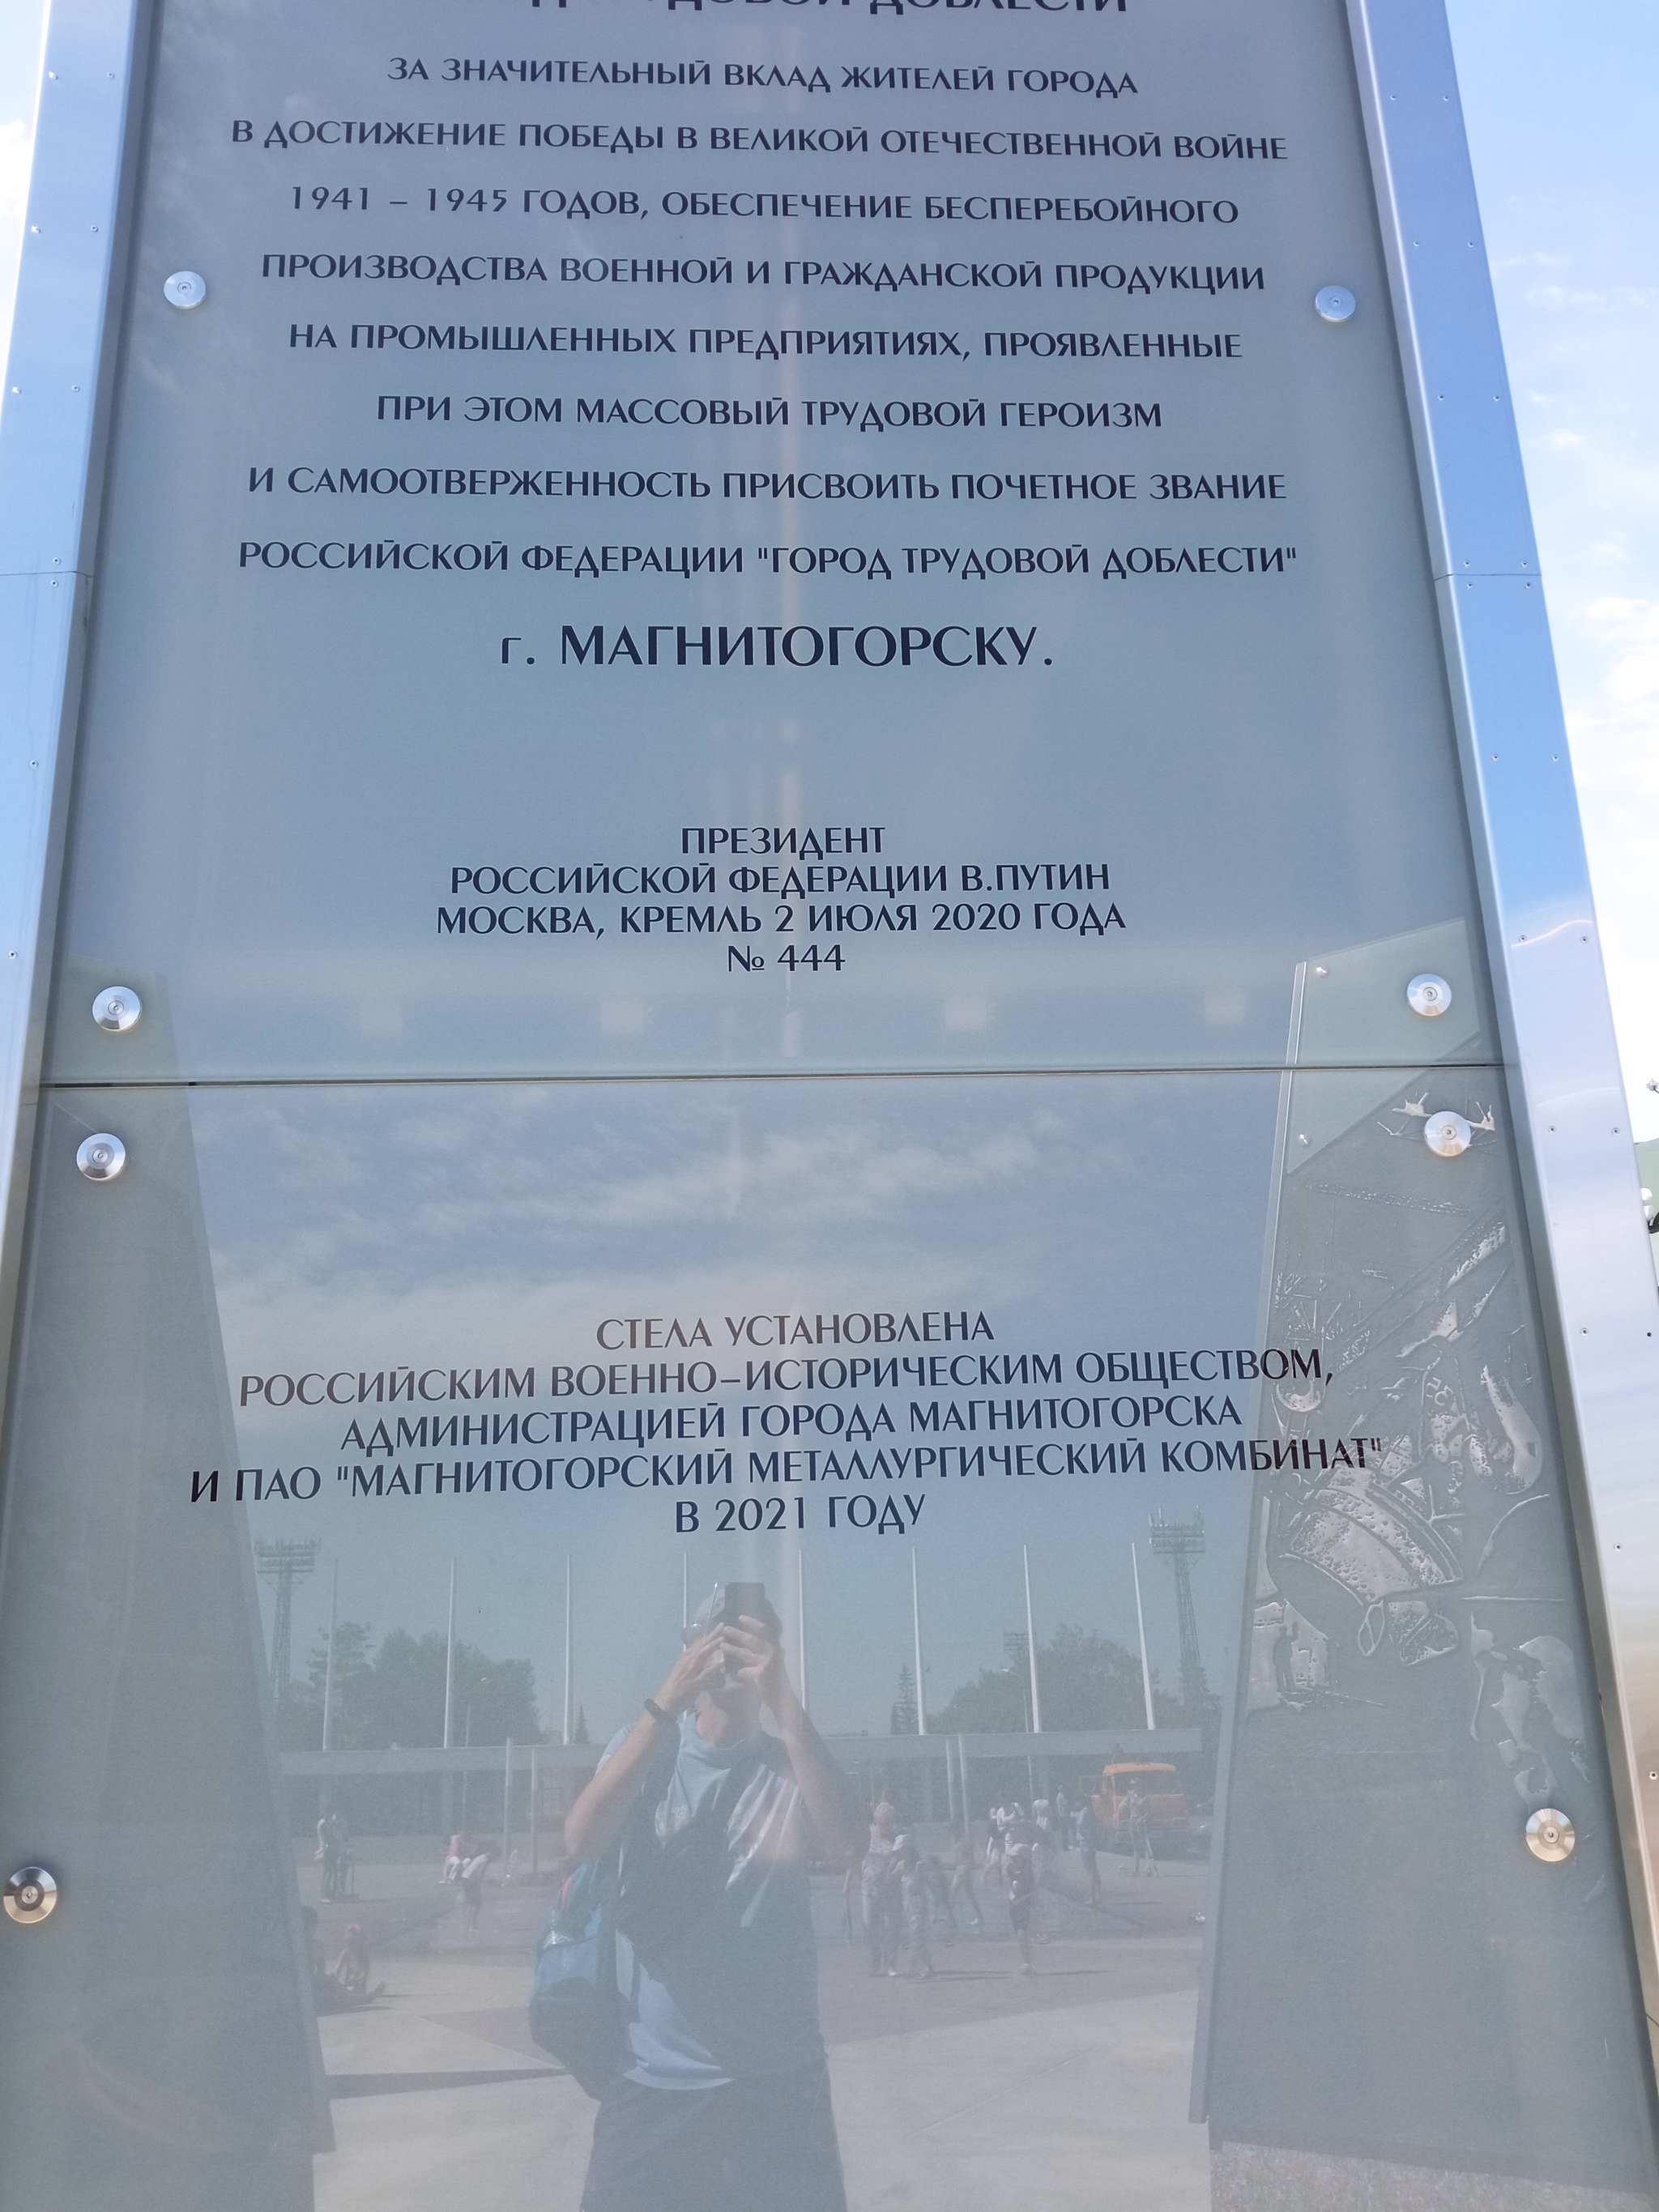 ТРУДОВОЙ ДОБЛЕСТИ
ЗА ЗНАЧИТЕЛЬНЫЙ ВКЛАД ЖИТЕЛЕЙ ГОРОДА
В ДОСТИЖЕНИЕ ПОБЕДЫ В ВЕЛИКОЙ ОТЕЧЕСТВЕННОЙ ВОЙНЕ
1941 – 1945 ГОДОВ, ОБЕСПЕЧЕНИЕ БЕСПЕРЕБОЙНОГО
ПРОИЗВОДСТВА ВОЕННОЙ И ГРАЖДАНСКОЙ ПРОДУКЦИИ
НА ПРОМЫШЛЕННЫХ ПРЕДПРИЯТИЯХ, ПРОЯВЛЕННЫЕ
ПРИ ЭТОМ МАССОВЫЙ ТРУДОВОЙ ГЕРОИЗМ
И САМООТВЕРЖЕННОСТЬ ПРИСВОИТЬ ПОЧЕТНОЕ ЗВАНИЕ
РОССИЙСКОЙ ФЕДЕРАЦИИ "ГОРОД ТРУДОВОЙ ДОБЛЕСТИ"
г. МАГНИТОГОРСКУ.
ПРЕЗИДЕНТ
РОССИЙСКОЙ ФЕДЕРАЦИИ В.ПУТИН
МОСКВА, КРЕМЛЬ 2 ИЮЛЯ 2020 ГОДА
№ 444
СТЕЛА УСТАНОВЛЕНА
РОССИЙСКИМ ВОЕННО–ИСТОРИЧЕСКИМ ОБЩЕСТВОМ,
АДМИНИСТРАЦИЕЙ ГОРОДА МАГНИТОГОРСКА
И ПАО "МАГНИТОГОРСКИЙ МЕТАЛЛУРГИЧЕСКИЙ КОМБИНАТ"
В 2021 ГОДУ